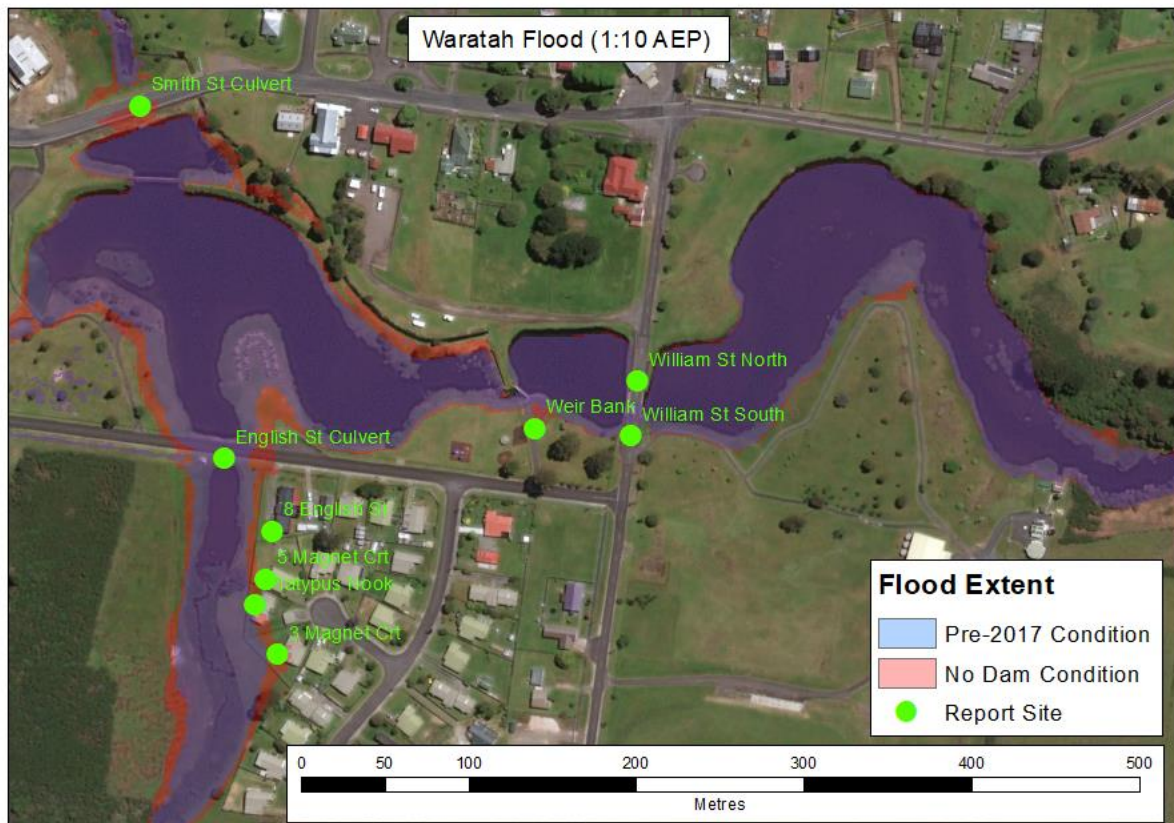 Waratah Flood (1:10 AEP)
Smith St Culvert
William St North
Weir Bank
William St South
English St Culvert
8 English St
5 Magnet Crt
latypus Nook
3 Magnet Crt
Flood Extent
Pre-2017 Condition
No Dam Condition
Report Site
0 50 100 200 300 400 500
Metres